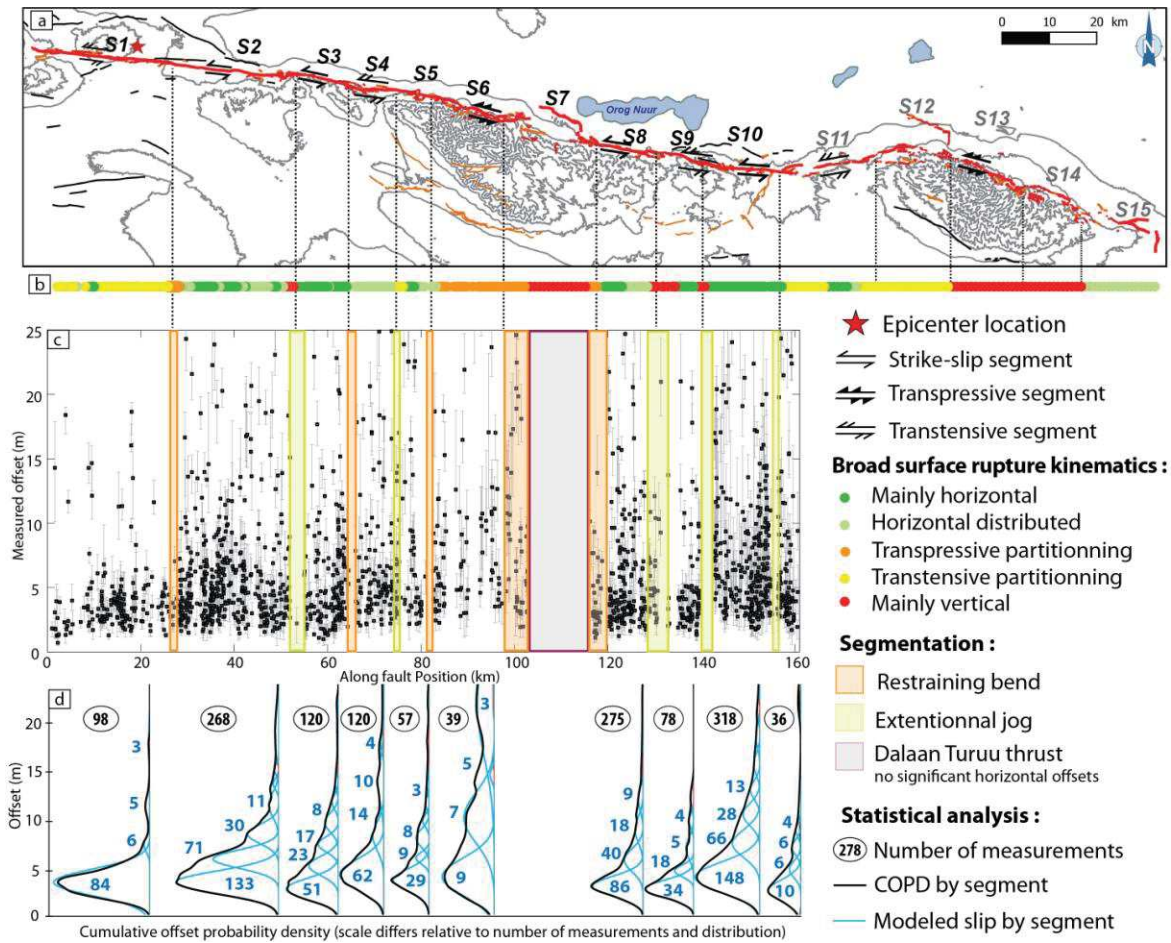 a
S1
S2
S3
S4
S5
S6
S7
Orog Nuur
S8
S9
S10
S11
S12
S13
S14
S15
0 10 20 km
N
b
c
25
20
15
10
5
0
Measured offset (m)
0 20 40 60 80 100 120 140 160
Along fault Position (km)
d
20
15
10
5
0
Offset (m)
98
3
5
6
84
268
11
30
71
133
120
8
17
23
51
120
4
10
14
62
57
3
8
9
29
39
3
5
7
9
275
9
18
40
86
78
4
5
18
34
318
13
28
66
148
36
4
6
6
10
Cumulative offset probability density (scale differs relative to number of measurements and distribution)
Epicenter location
Strike-slip segment
Transpressive segment
Transtensive segment
Broad surface rupture kinematics :
Mainly horizontal
Horizontal distributed
Transpressive partitionning
Transtensive partitionning
Mainly vertical
Segmentation :
Restraining bend
Extentionnal jog
Dalaan Turuu thrust
no significant horizontal offsets
Statistical analysis :
278 Number of measurements
COPD by segment
Modeled slip by segment